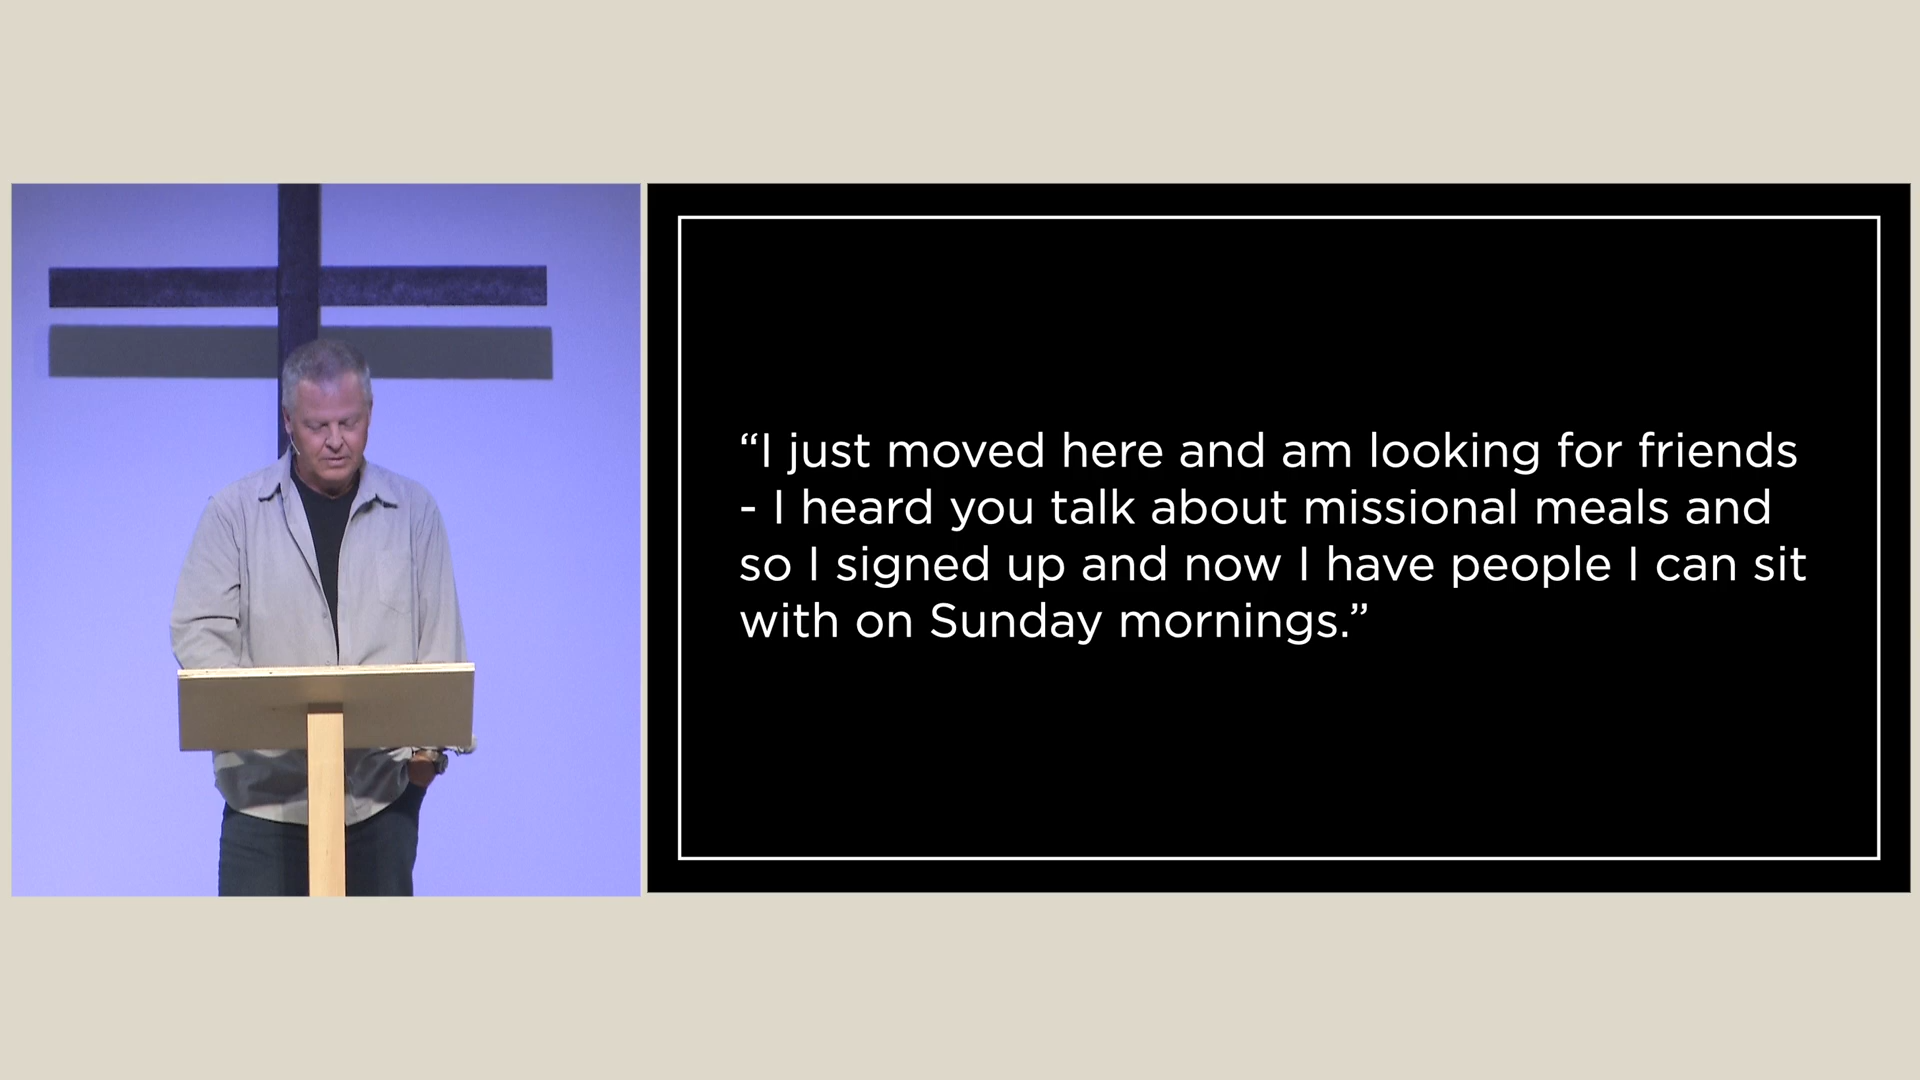 “I just moved here and am looking for friends
- I heard you talk about missional meals and
so I signed up and now I have people I can sit
with on Sunday mornings.”